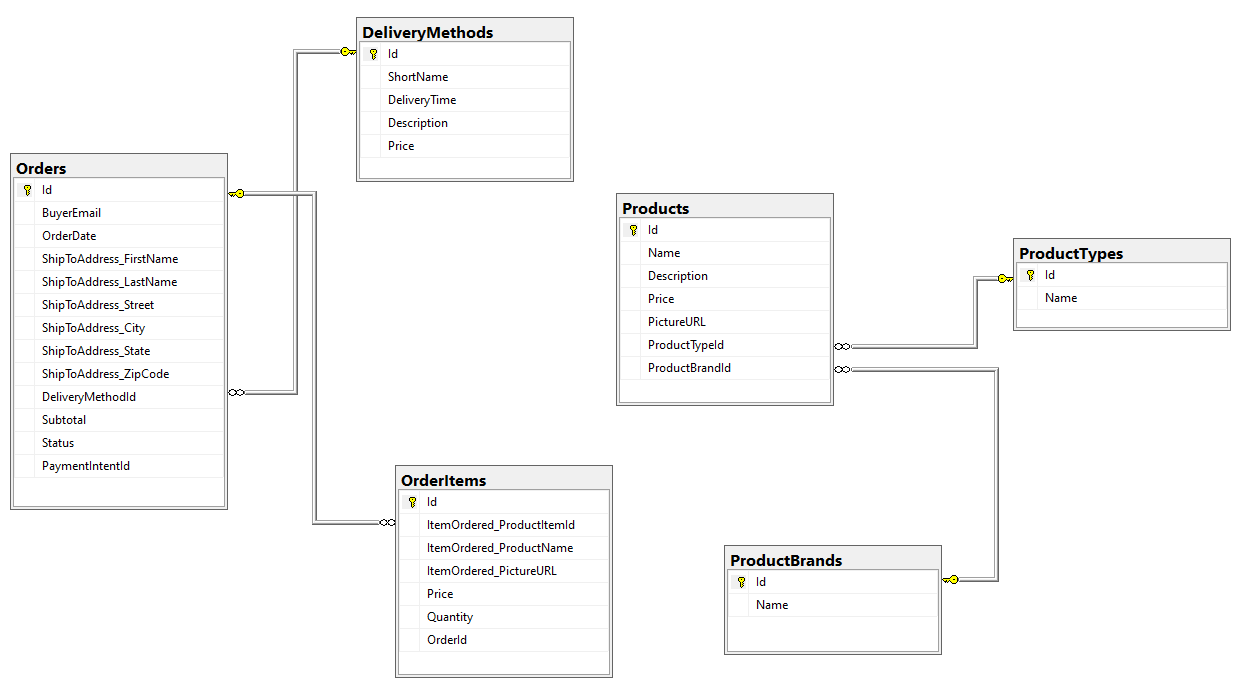 DeliveryMethods
Id
ShortName
DeliveryTime
Description
Price
Orders
Id
BuyerEmail
OrderDate
ShipToAddress_FirstName
ShipToAddress_LastName
ShipToAddress_Street
ShipToAddress_City
ShipToAddress_State
ShipToAddress_ZipCode
DeliveryMethodId
Subtotal
Status
PaymentIntentId
Products
Id
Name
Description
Price
PictureURL
ProductTypeId
ProductBrandId
ProductTypes
Id
Name
OrderItems
Id
ItemOrdered_ProductItemId
ItemOrdered_ProductName
ItemOrdered_PictureURL
Price
Quantity
OrderId
ProductBrands
Id
Name